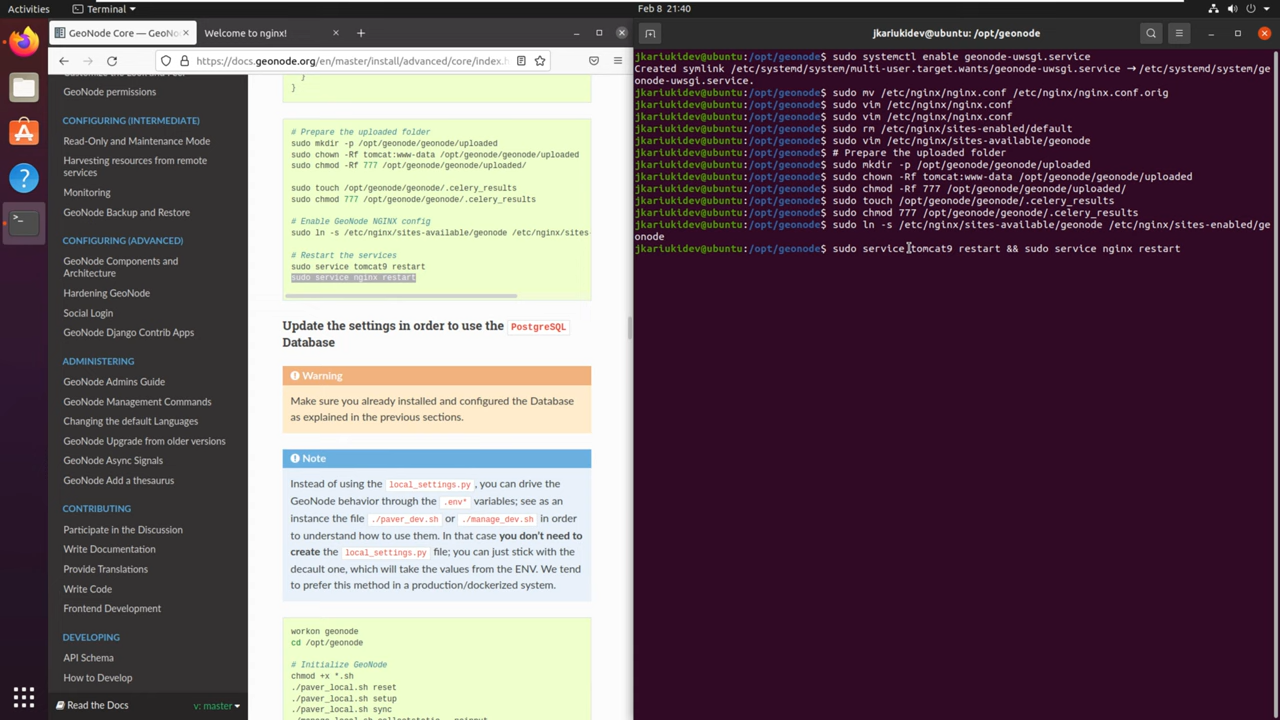 Activities
Terminal
Feb 8 21:40
GeoNode Core — GeoNo
Welcome to nginx!
https://docs.geonode.org/en/master/install/advanced/core/index.h
jkariukidev@ubuntu: /opt/geonode
GeoNode permissions
CONFIGURING (INTERMEDIATE)
Read-Only and Maintenance Mode
Harvesting resources from remote
services
Monitoring
GeoNode Backup and Restore
CONFIGURING (ADVANCED)
GeoNode Components and
Architecture
Hardening GeoNode
Social Login
GeoNode Django Contrib Apps
ADMINISTERING
GeoNode Admins Guide
GeoNode Management Commands
Changing the default Languages
GeoNode Upgrade from older versions
GeoNode Async Signals
GeoNode Add a thesaurus
CONTRIBUTING
Participate in the Discussion
Write Documentation
Provide Translations
Write Code
Frontend Development
DEVELOPING
API Schema
How to Develop
Read the Docs
v: master
}
}
# Prepare the uploaded folder
sudo mkdir -p /opt/geonode/geonode/uploaded
sudo chown -Rf tomcat:www-data /opt/geonode/geonode/uploaded
sudo chmod -Rf 777 /opt/geonode/geonode/uploaded/
sudo touch /opt/geonode/geonode/.celery_results
sudo chmod 777 /opt/geonode/geonode/.celery_results
# Enable GeoNode NGINX config
sudo ln -s /etc/nginx/sites-available/geonode /etc/nginx/sites-
# Restart the services
sudo service tomcat9 restart
sudo service nginx restart
Update the settings in order to use the PostgreSQL
Database
Warning
Make sure you already installed and configured the Database
as explained in the previous sections.
Note
Instead of using the local_settings.py , you can drive the
GeoNode behavior through the .env* variables; see as an
instance the file ./paver_dev.sh or ./manage_dev.sh in order
to understand how to use them. In that case you don't need to
create the local_settings.py file; you can just stick with the
decault one, which will take the values from the ENV. We tend
to prefer this method in a production/dockerized system.
workon geonode
cd /opt/geonode
# Initialize GeoNode
chmod +x *.sh
./paver_local.sh reset
./paver_local.sh setup
./paver_local.sh sync
jkariukidev@ubuntu:/opt/geonode$ sudo systemctl enable geonode-uwsgi.service
Created symlink /etc/systemd/system/multi-user.target.wants/geonode-uwsgi.service → /etc/systemd/system/ge
onode-uwsgi.service.
jkariukidev@ubuntu:/opt/geonode$ sudo mv /etc/nginx/nginx.conf /etc/nginx/nginx.conf.orig
jkariukidev@ubuntu:/opt/geonode$ sudo vim /etc/nginx/nginx.conf
jkariukidev@ubuntu:/opt/geonode$ sudo vim /etc/nginx/nginx.conf
jkariukidev@ubuntu:/opt/geonode$ sudo rm /etc/nginx/sites-enabled/default
jkariukidev@ubuntu:/opt/geonode$ sudo vim /etc/nginx/sites-available/geonode
jkariukidev@ubuntu:/opt/geonode$ # Prepare the uploaded folder
jkariukidev@ubuntu:/opt/geonode$ sudo mkdir -p /opt/geonode/geonode/uploaded
jkariukidev@ubuntu:/opt/geonode$ sudo chown -Rf tomcat:www-data /opt/geonode/geonode/uploaded
jkariukidev@ubuntu:/opt/geonode$ sudo chmod -Rf 777 /opt/geonode/geonode/uploaded/
jkariukidev@ubuntu:/opt/geonode$ sudo touch /opt/geonode/geonode/.celery_results
jkariukidev@ubuntu:/opt/geonode$ sudo chmod 777 /opt/geonode/geonode/.celery_results
jkariukidev@ubuntu:/opt/geonode$ sudo ln -s /etc/nginx/sites-available/geonode /etc/nginx/sites-enabled/ge
onode
jkariukidev@ubuntu:/opt/geonode$ sudo service tomcat9 restart && sudo service nginx restart